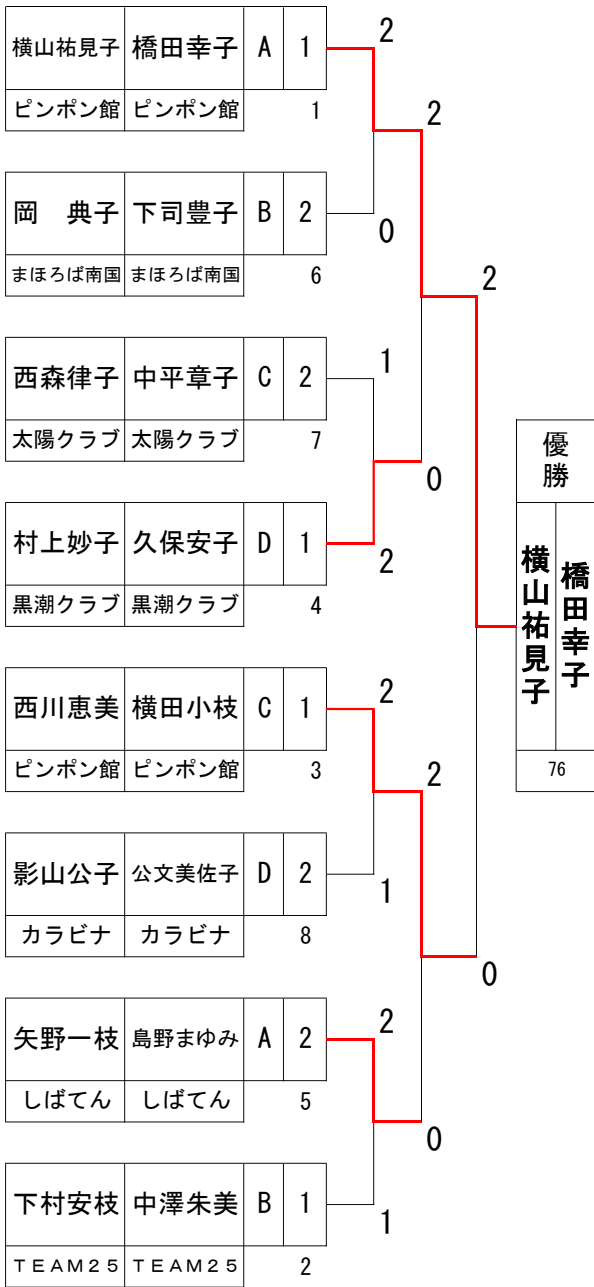 横山祐見子 橋田幸子 A 1
ピンポン館 ピンポン館 1
2
2
岡　典子 下司豊子 B 2
まほろば南国 まほろば南国 6
0
2
西森律子 中平章子 C 2
太陽クラブ 太陽クラブ 7
1
0
村上妙子 久保安子 D 1
黒潮クラブ 黒潮クラブ 4
2
西川恵美 横田小枝 C 1
ピンポン館 ピンポン館 3
2
2
影山公子 公文美佐子 D 2
カラビナ カラビナ 8
1
0
矢野一枝 島野まゆみ A 2
しばてん しばてん 5
2
0
下村安枝 中澤朱美 B 1
ＴＥＡＭ２５ ＴＥＡＭ２５ 2
1
優勝
橋田幸子
横山祐見子
76